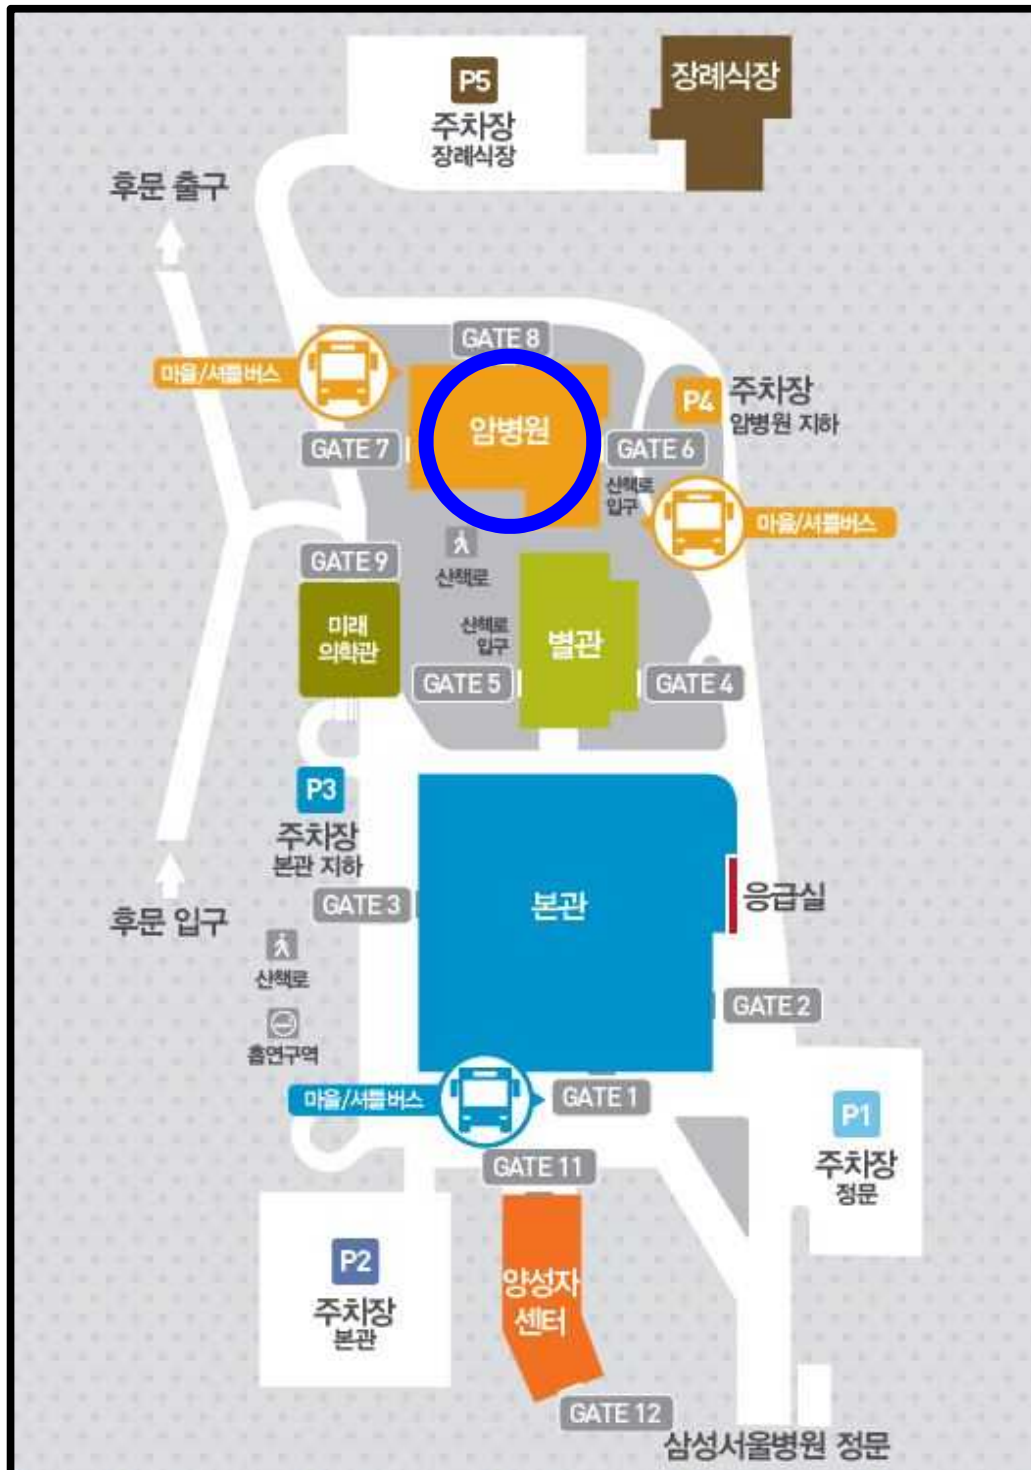 P5
주차장
장례식장
장례식장
후문 출구
GATE 8
마을/셔틀버스
암병원
P4
주차장
암병원 지하
GATE 7
GATE 6
산책로
입구
마을/셔틀버스
산책로
GATE 9
미래
의학관
산책로
입구
별관
GATE 5
GATE 4
P3
주차장
본관 지하
GATE 3
본관
응급실
후문 입구
산책로
GATE 2
흡연구역
마을/셔틀버스
GATE 1
P1
주차장
정문
GATE 11
P2
주차장
본관
양성자
센터
GATE 12
삼성서울병원 정문